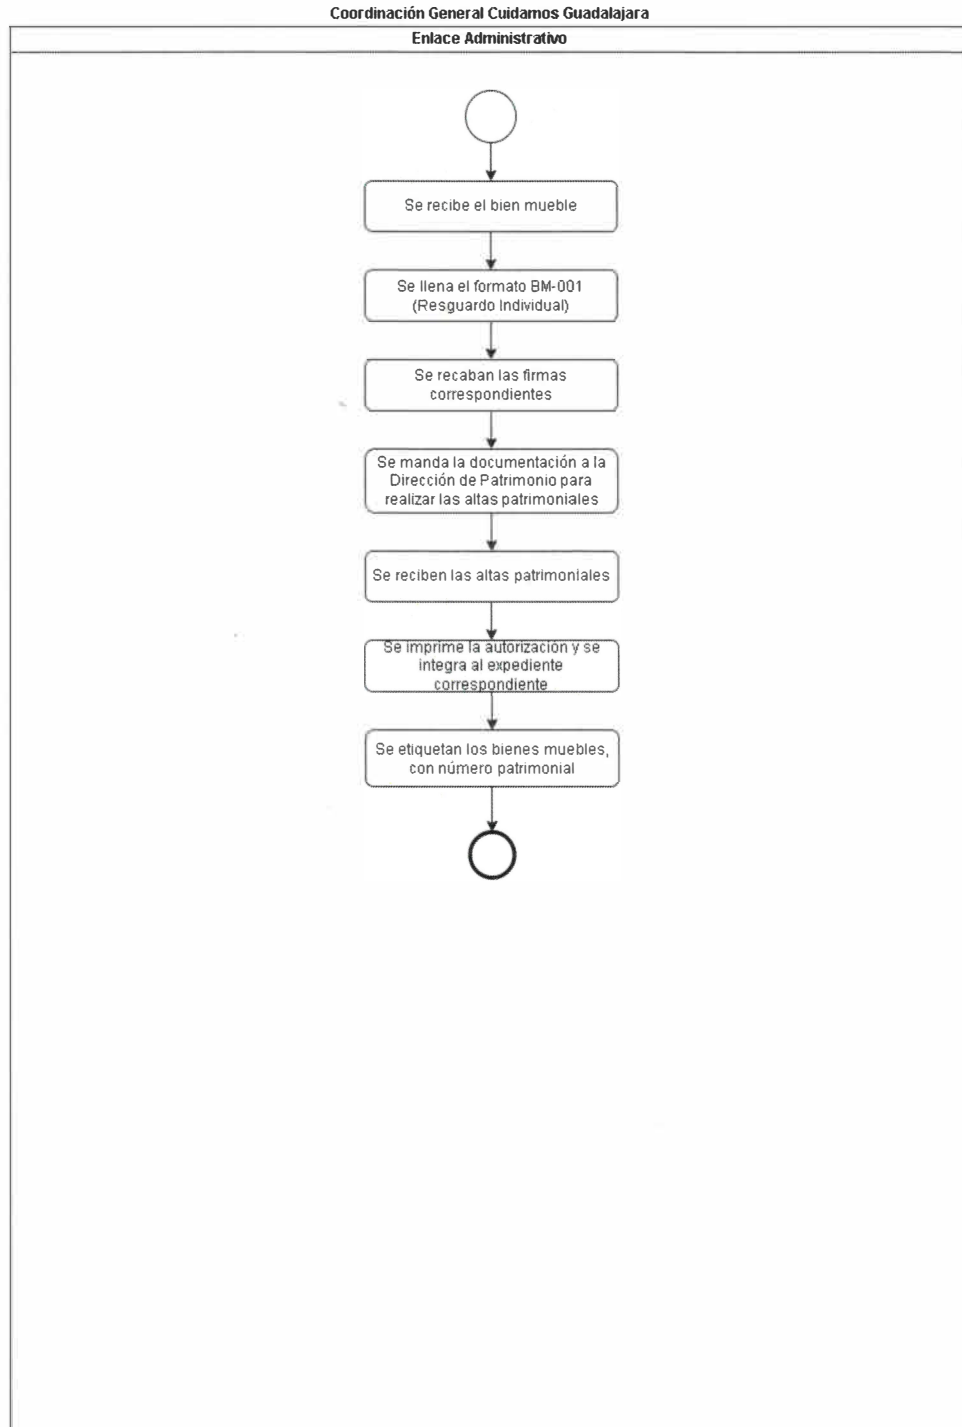 Coordinación General Cuidamos Guadalajara
Enlace Administrativo
Se recibe el bien mueble
Se llena el formato BM-001
(Resguardo Individual)
Se recaban las firmas
correspondientes
Se manda la documentación a la
Dirección de Patrimonio para
realizar las altas patrimoniales
Se reciben las altas patrimoniales
Se imprime la autorización y se
integra al expediente
correspondiente
Se etiquetan los bienes muebles,
con número patrimonial